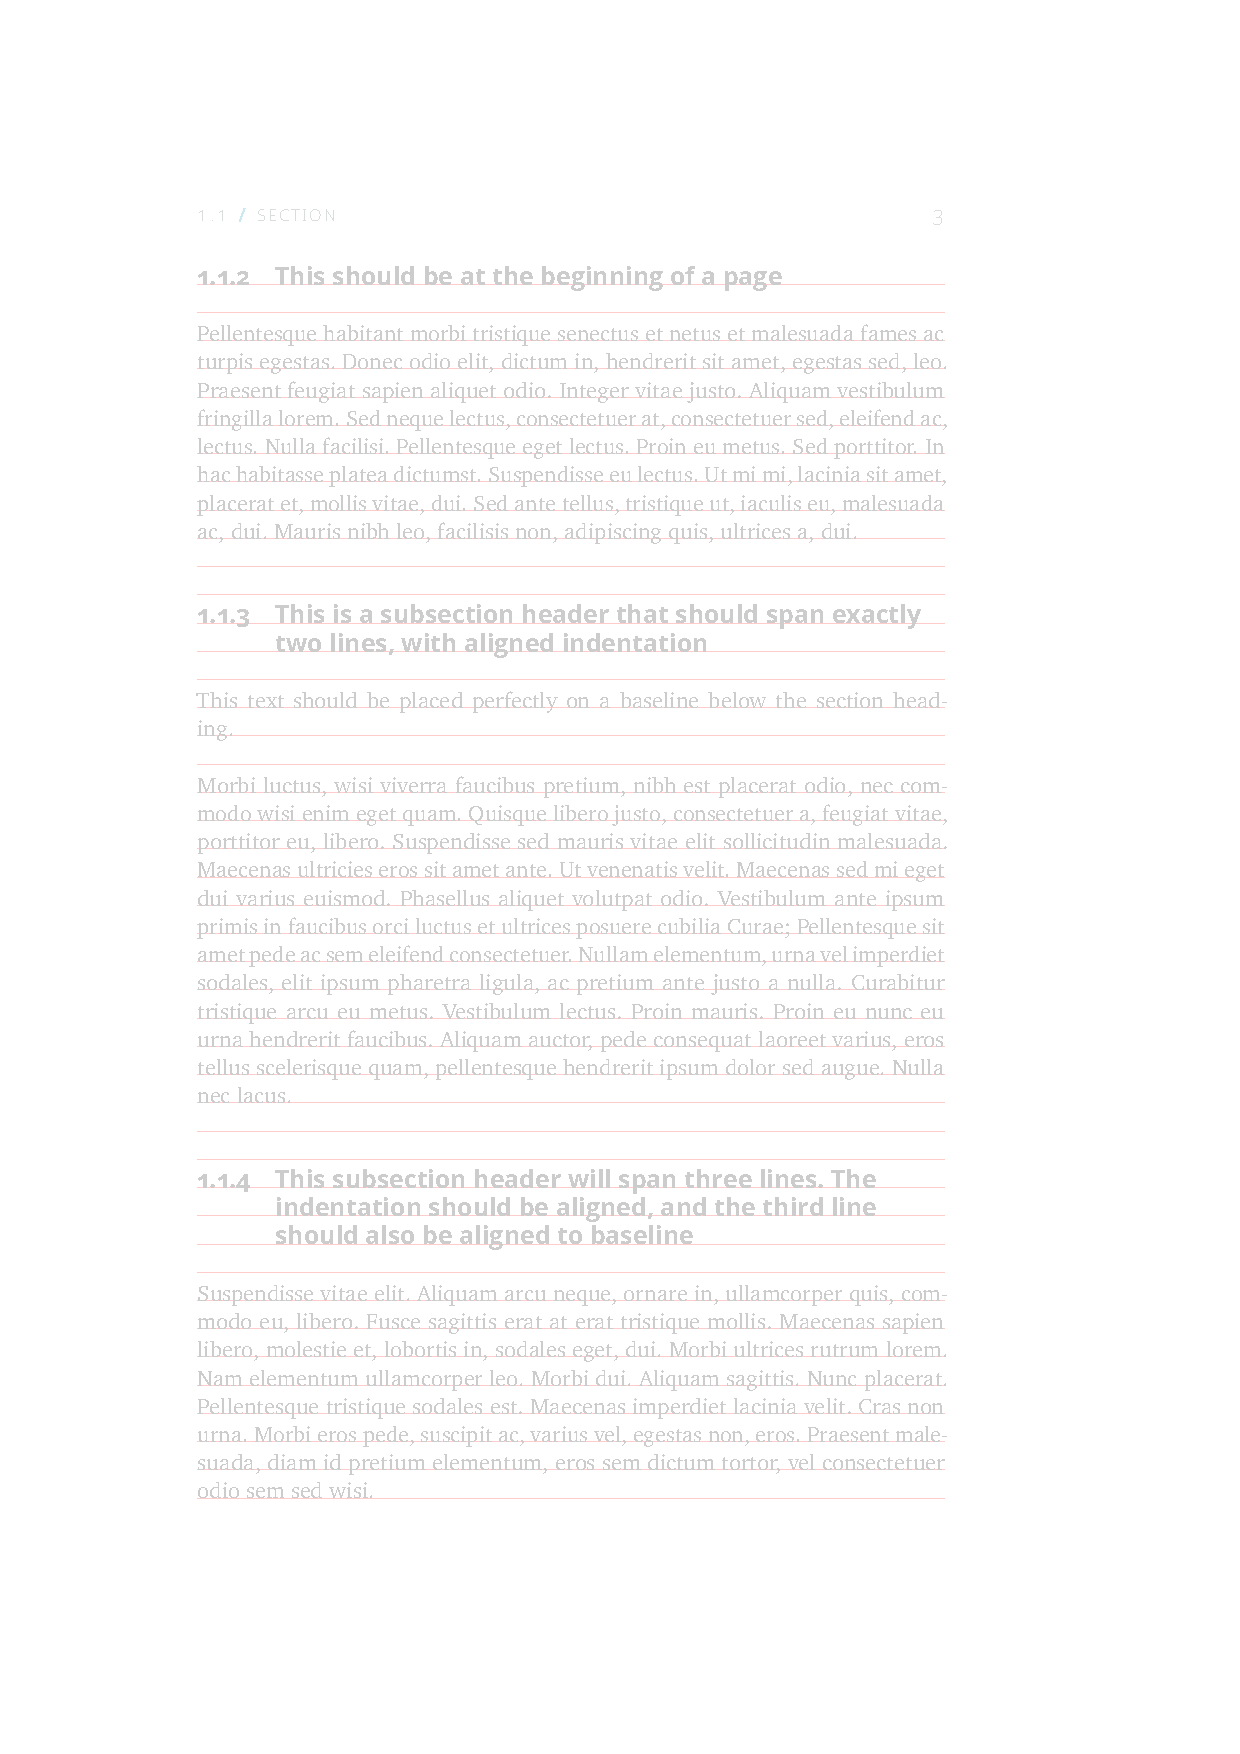 1.1 / SECTION 3
1.1.2 This should be at the beginning of a page
Pellentesque habitant morbi tristique senectus et netus et malesuada fames ac
turpis egestas. Donec odio elit, dictum in, hendrerit sit amet, egestas sed, leo.
Praesent feugiat sapien aliquet odio. Integer vitae justo. Aliquam vestibulum
fringilla lorem. Sed neque lectus, consectetuer at, consectetuer sed, eleifend ac,
lectus. Nulla facilisi. Pellentesque eget lectus. Proin eu metus. Sed porttitor. In
hac habitasse platea dictumst. Suspendisse eu lectus. Ut mi mi, lacinia sit amet,
placerat et, mollis vitae, dui. Sed ante tellus, tristique ut, iaculis eu, malesuada
ac, dui. Mauris nibh leo, facilisis non, adipiscing quis, ultrices a, dui.
1.1.3 This is a subsection header that should span exactly
two lines, with aligned indentation
This text should be placed perfectly on a baseline below the section head-
ing.
Morbi luctus, wisi viverra faucibus pretium, nibh est placerat odio, nec com-
modo wisi enim eget quam. Quisque libero justo, consectetuer a, feugiat vitae,
porttitor eu, libero. Suspendisse sed mauris vitae elit sollicitudin malesuada.
Maecenas ultricies eros sit amet ante. Ut venenatis velit. Maecenas sed mi eget
dui varius euismod. Phasellus aliquet volutpat odio. Vestibulum ante ipsum
primis in faucibus orci luctus et ultrices posuere cubilia Curae; Pellentesque sit
amet pede ac sem eleifend consectetuer. Nullam elementum, urna vel imperdiet
sodales, elit ipsum pharetra ligula, ac pretium ante justo a nulla. Curabitur
tristique arcu eu metus. Vestibulum lectus. Proin mauris. Proin eu nunc eu
urna hendrerit faucibus. Aliquam auctor, pede consequat laoreet varius, eros
tellus scelerisque quam, pellentesque hendrerit ipsum dolor sed augue. Nulla
nec lacus.
1.1.4 This subsection header will span three lines. The
indentation should be aligned, and the third line
should also be aligned to baseline
Suspendisse vitae elit. Aliquam arcu neque, ornare in, ullamcorper quis, com-
modo eu, libero. Fusce sagittis erat at erat tristique mollis. Maecenas sapien
libero, molestie et, lobortis in, sodales eget, dui. Morbi ultrices rutrum lorem.
Nam elementum ullamcorper leo. Morbi dui. Aliquam sagittis. Nunc placerat.
Pellentesque tristique sodales est. Maecenas imperdiet lacinia velit. Cras non
urna. Morbi eros pede, suscipit ac, varius vel, egestas non, eros. Praesent male-
suada, diam id pretium elementum, eros sem dictum tortor, vel consectetuer
odio sem sed wisi.